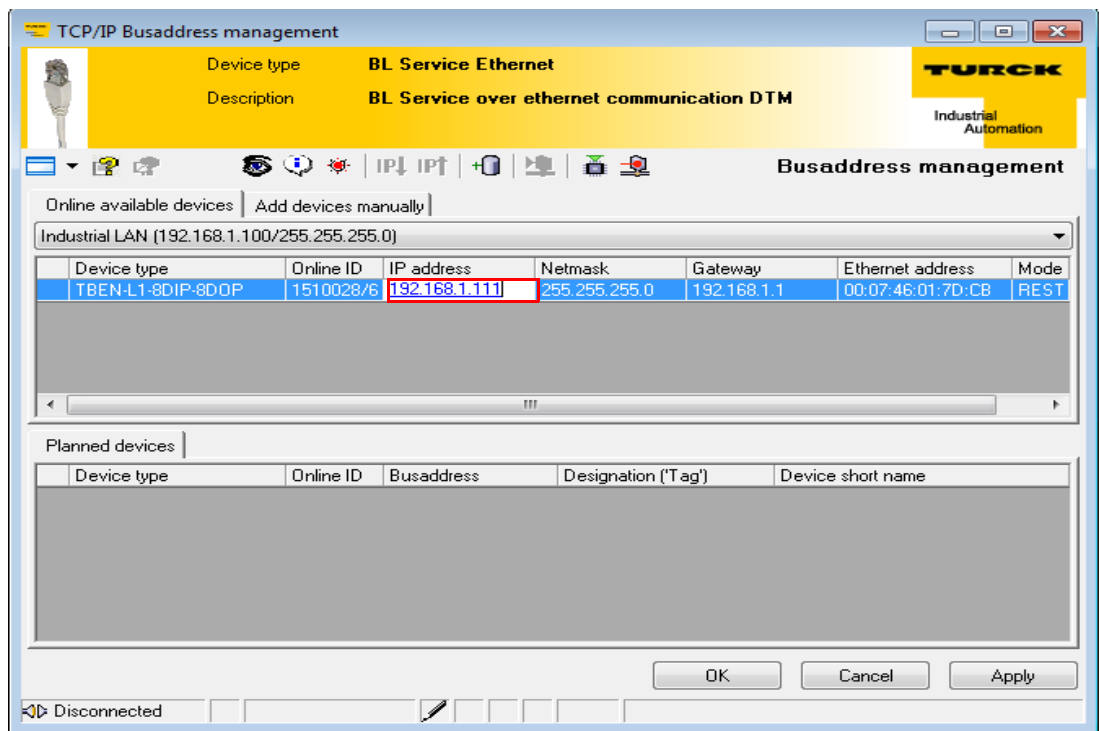 TCP/IP Busaddress management
Device type BL Service Ethernet
Description BL Service over ethernet communication DTM
TURCK
Industrial
Automation
IP IP Busaddress management
Online available devices Add devices manually
Industrial LAN (192.168.1.100/255.255.255.0)
Device type Online ID IP address Netmask Gateway Ethernet address Mode
TBEN-L1-8DIP-8DOP 1510028/6 192.168.1.111 255.255.255.0 192.168.1.1 00:07:46:01:7D:CB REST
Planned devices
Device type Online ID Busaddress Designation ('Tag') Device short name
OK Cancel Apply
Disconnected